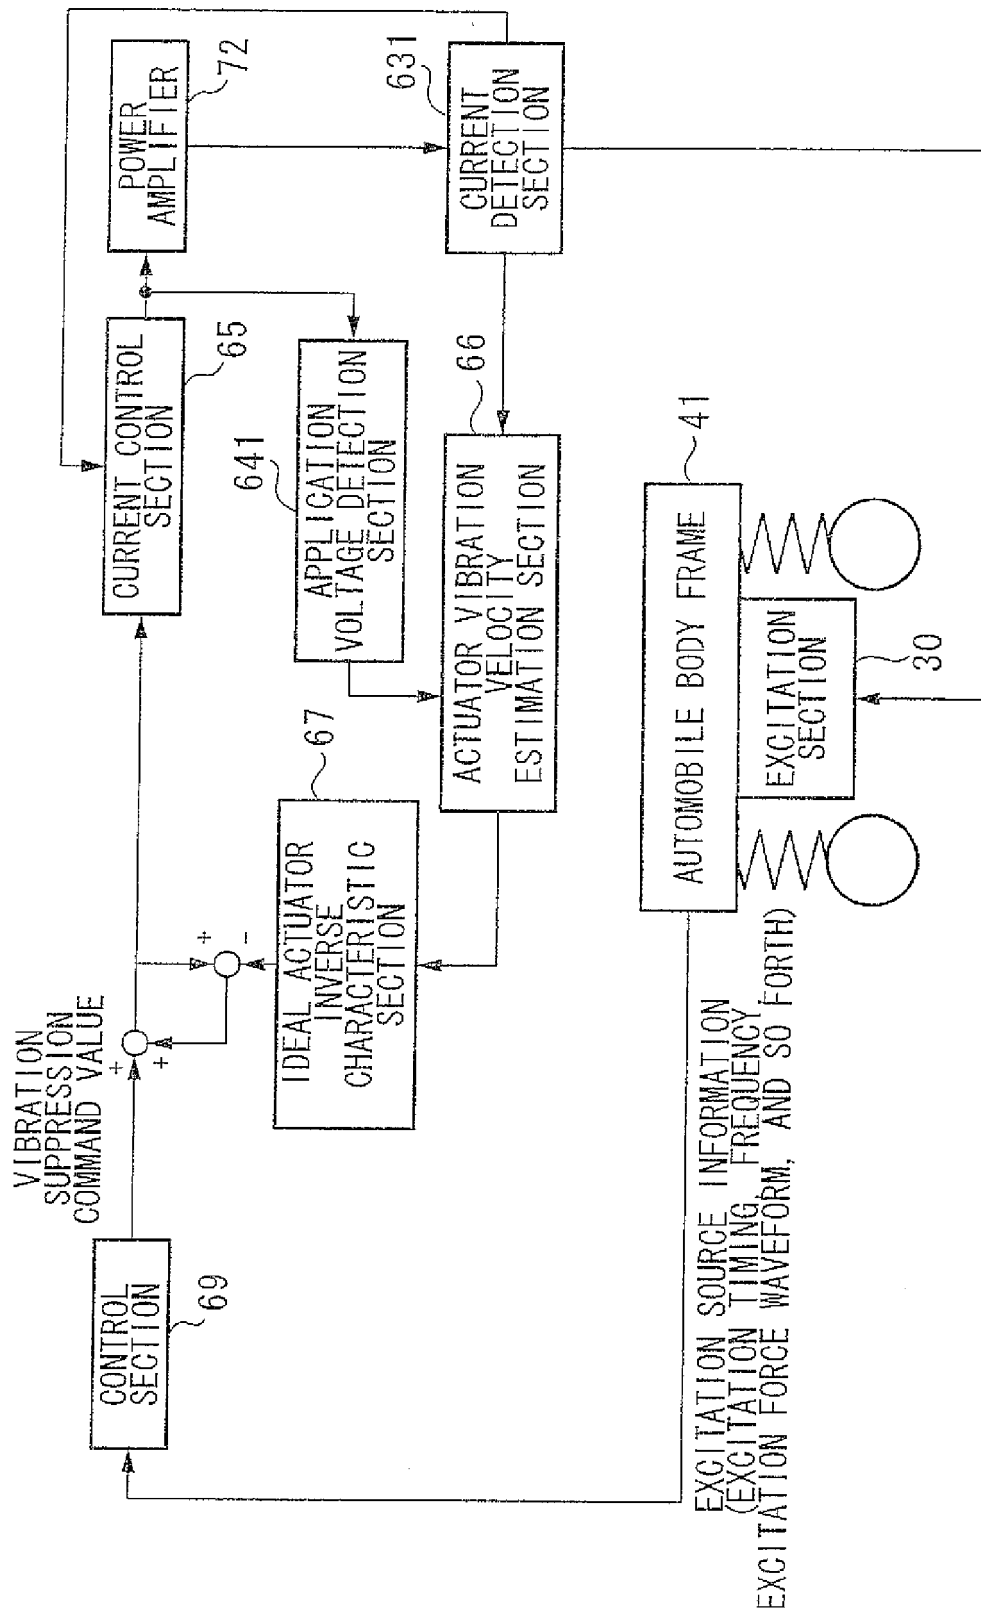 VIBRATION
SUPPRESSION
COMMAND VALUE
CONTROL
SECTION
69
+
+
+
-
CURRENT CONTROL
SECTION
65
POWER
AMPLIFIER
72
APPLICATION
VOLTAGE DETECTION
SECTION
641
IDEAL ACTUATOR
INVERSE
CHARACTERISTIC
SECTION
67
ACTUATOR VIBRATION
VELOCITY
ESTIMATION SECTION
66
CURRENT
DETECTION
SECTION
631
AUTOMOBILE BODY FRAME
41
EXCITATION
SECTION
30
EXCITATION SOURCE INFORMATION
(EXCITATION TIMING, FREQUENCY,
EXCITATION FORCE WAVEFORM, AND SO FORTH)